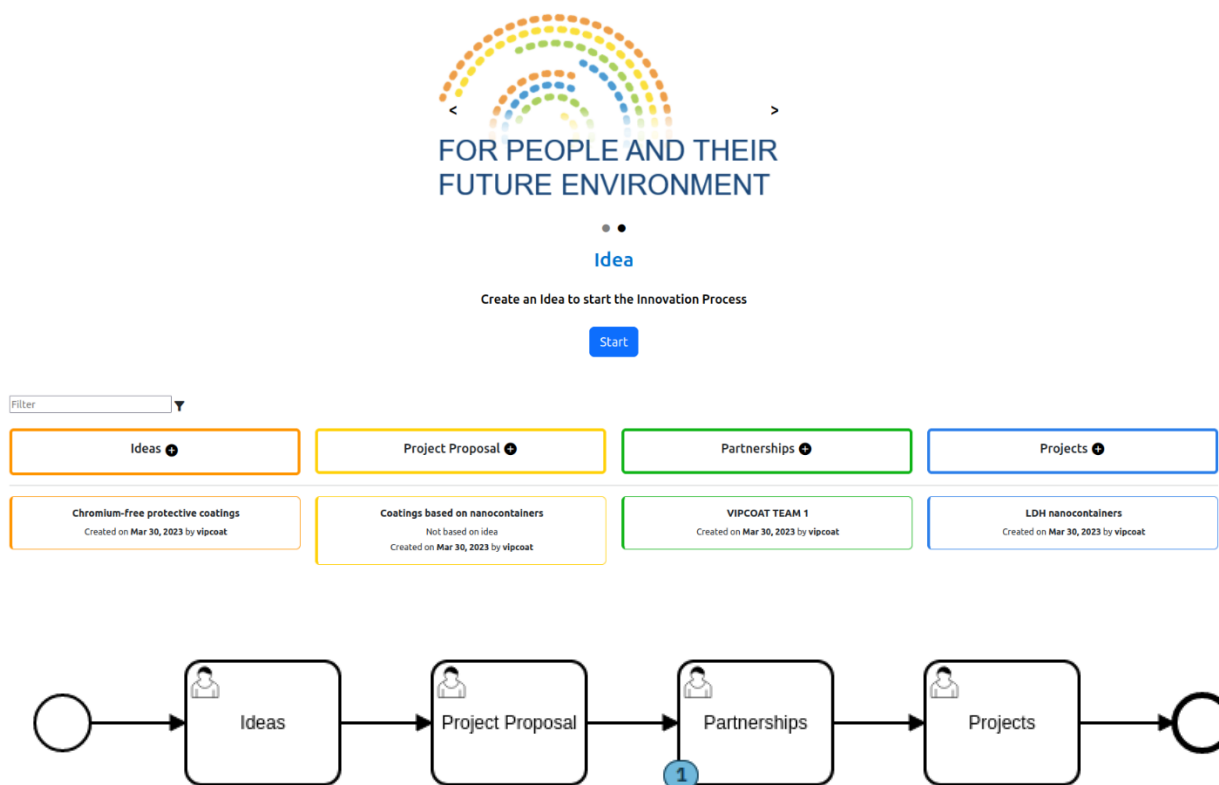 < >
FOR PEOPLE AND THEIR
FUTURE ENVIRONMENT
Idea
Create an Idea to start the Innovation Process
Start
Filter
Ideas
Project Proposal
Partnerships
Projects
Chromium-free protective coatings
Created on Mar 30, 2023 by vipcoat
Coatings based on nanocontainers
Not based on idea
Created on Mar 30, 2023 by vipcoat
VIPCOAT TEAM 1
Created on Mar 30, 2023 by vipcoat
LDH nanocontainers
Created on Mar 30, 2023 by vipcoat
Ideas
Project Proposal
Partnerships
Projects
1